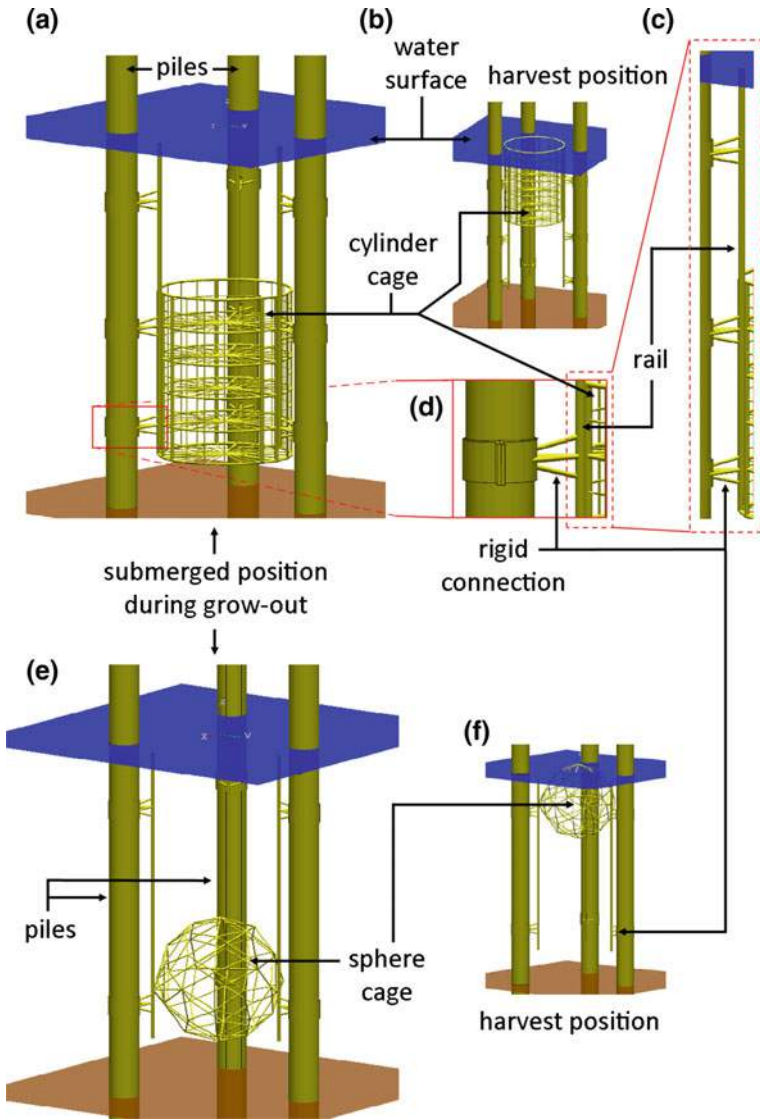 (a)
piles
water
surface
(b)
harvest position
(c)
cylinder
cage
rail
(d)
rigid
connection
submerged position
during grow-out
(e)
(f)
piles
sphere
cage
harvest position